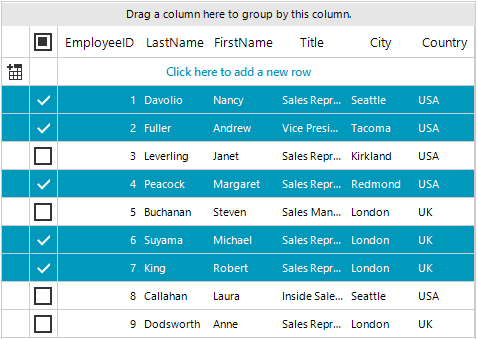 Drag a column here to group by this column.
EmployeeID LastName FirstName Title City Country
Click here to add a new row
1 Davolio Nancy Sales Repr... Seattle USA
2 Fuller Andrew Vice Presi... Tacoma USA
3 Leverling Janet Sales Repr... Kirkland USA
4 Peacock Margaret Sales Repr... Redmond USA
5 Buchanan Steven Sales Man... London UK
6 Suyama Michael Sales Repr... London UK
7 King Robert Sales Repr... London UK
8 Callahan Laura Inside Sale... Seattle USA
9 Dodsworth Anne Sales Repr... London UK